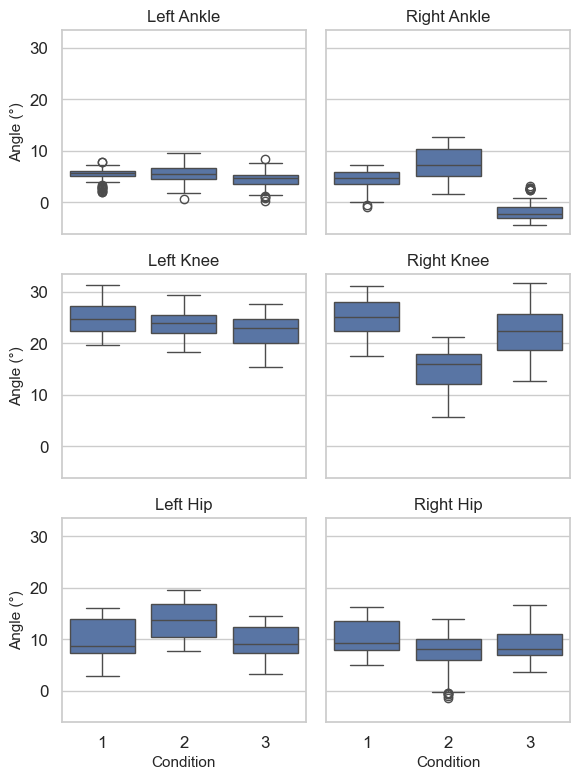 Left Ankle Right Ankle
30
20
10
0
Angle (°)
Left Knee Right Knee
30
20
10
0
Angle (°)
Left Hip Right Hip
30
20
10
0
Angle (°)
1 2 3 1 2 3
Condition Condition